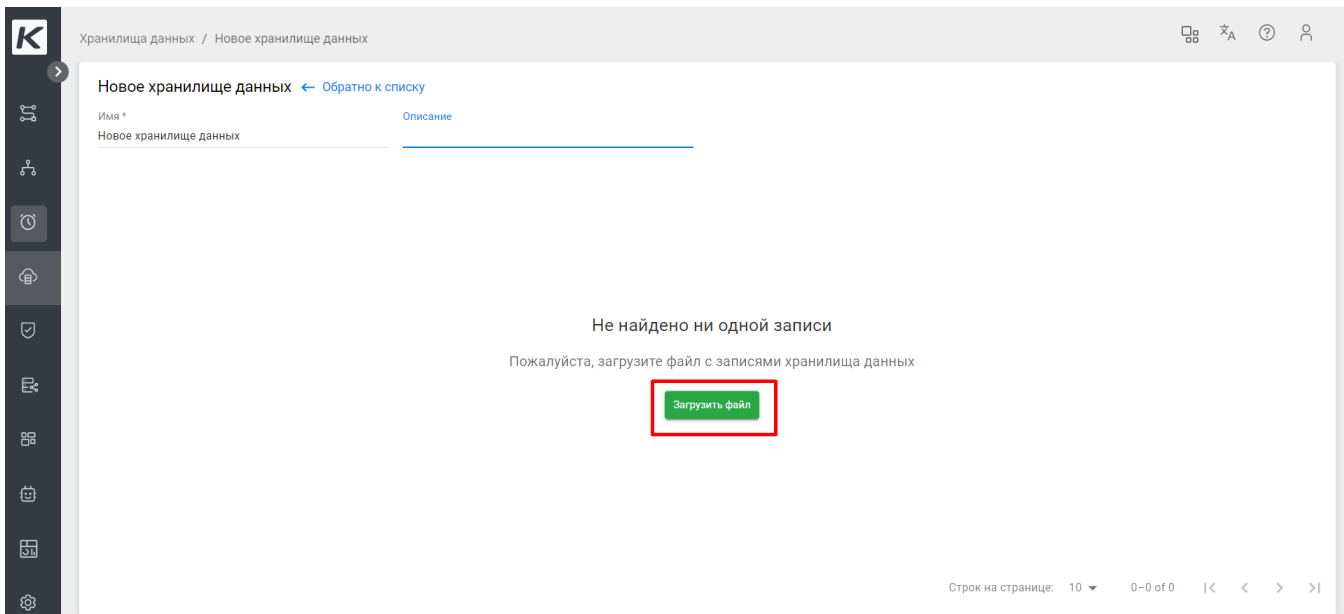 K
Хранилища данных / Новое хранилище данных
Новое хранилище данных ← Обратно к списку
Имя *
Описание
Новое хранилище данных
Не найдено ни одной записи
Пожалуйста, загрузите файл с записями хранилища данных
Загрузить файл
Строк на странице: 10 0–0 of 0